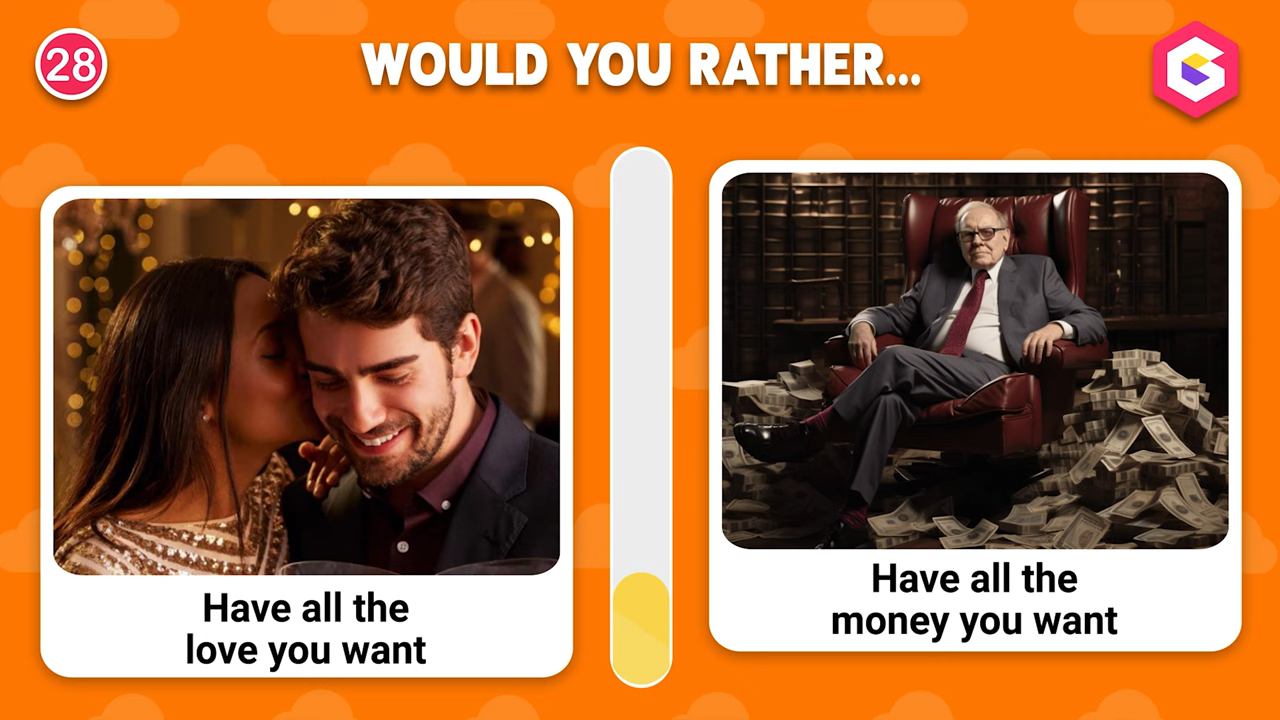 28
WOULD YOU RATHER...
Have all the
love you want
Have all the
money you want